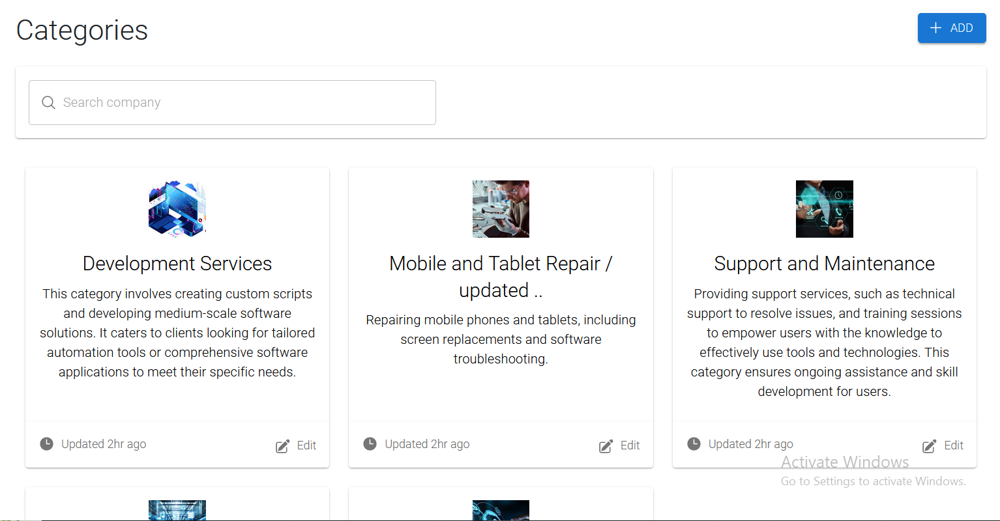 Categories
ADD
Search company
Development Services
This category involves creating custom scripts
and developing medium-scale software
solutions. It caters to clients looking for tailored
automation tools or comprehensive software
applications to meet their specific needs.
Updated 2hr ago
Edit
Mobile and Tablet Repair /
updated ..
Repairing mobile phones and tablets, including
screen replacements and software
troubleshooting.
Updated 2hr ago
Edit
SUPPORT
Support and Maintenance
Providing support services, such as technical
support to resolve issues, and training sessions
to empower users with the knowledge to
effectively use tools and technologies. This
category ensures ongoing assistance and skill
development for users.
Updated 2hr ago
Edit
Activate Windows
Go to Settings to activate Windows.